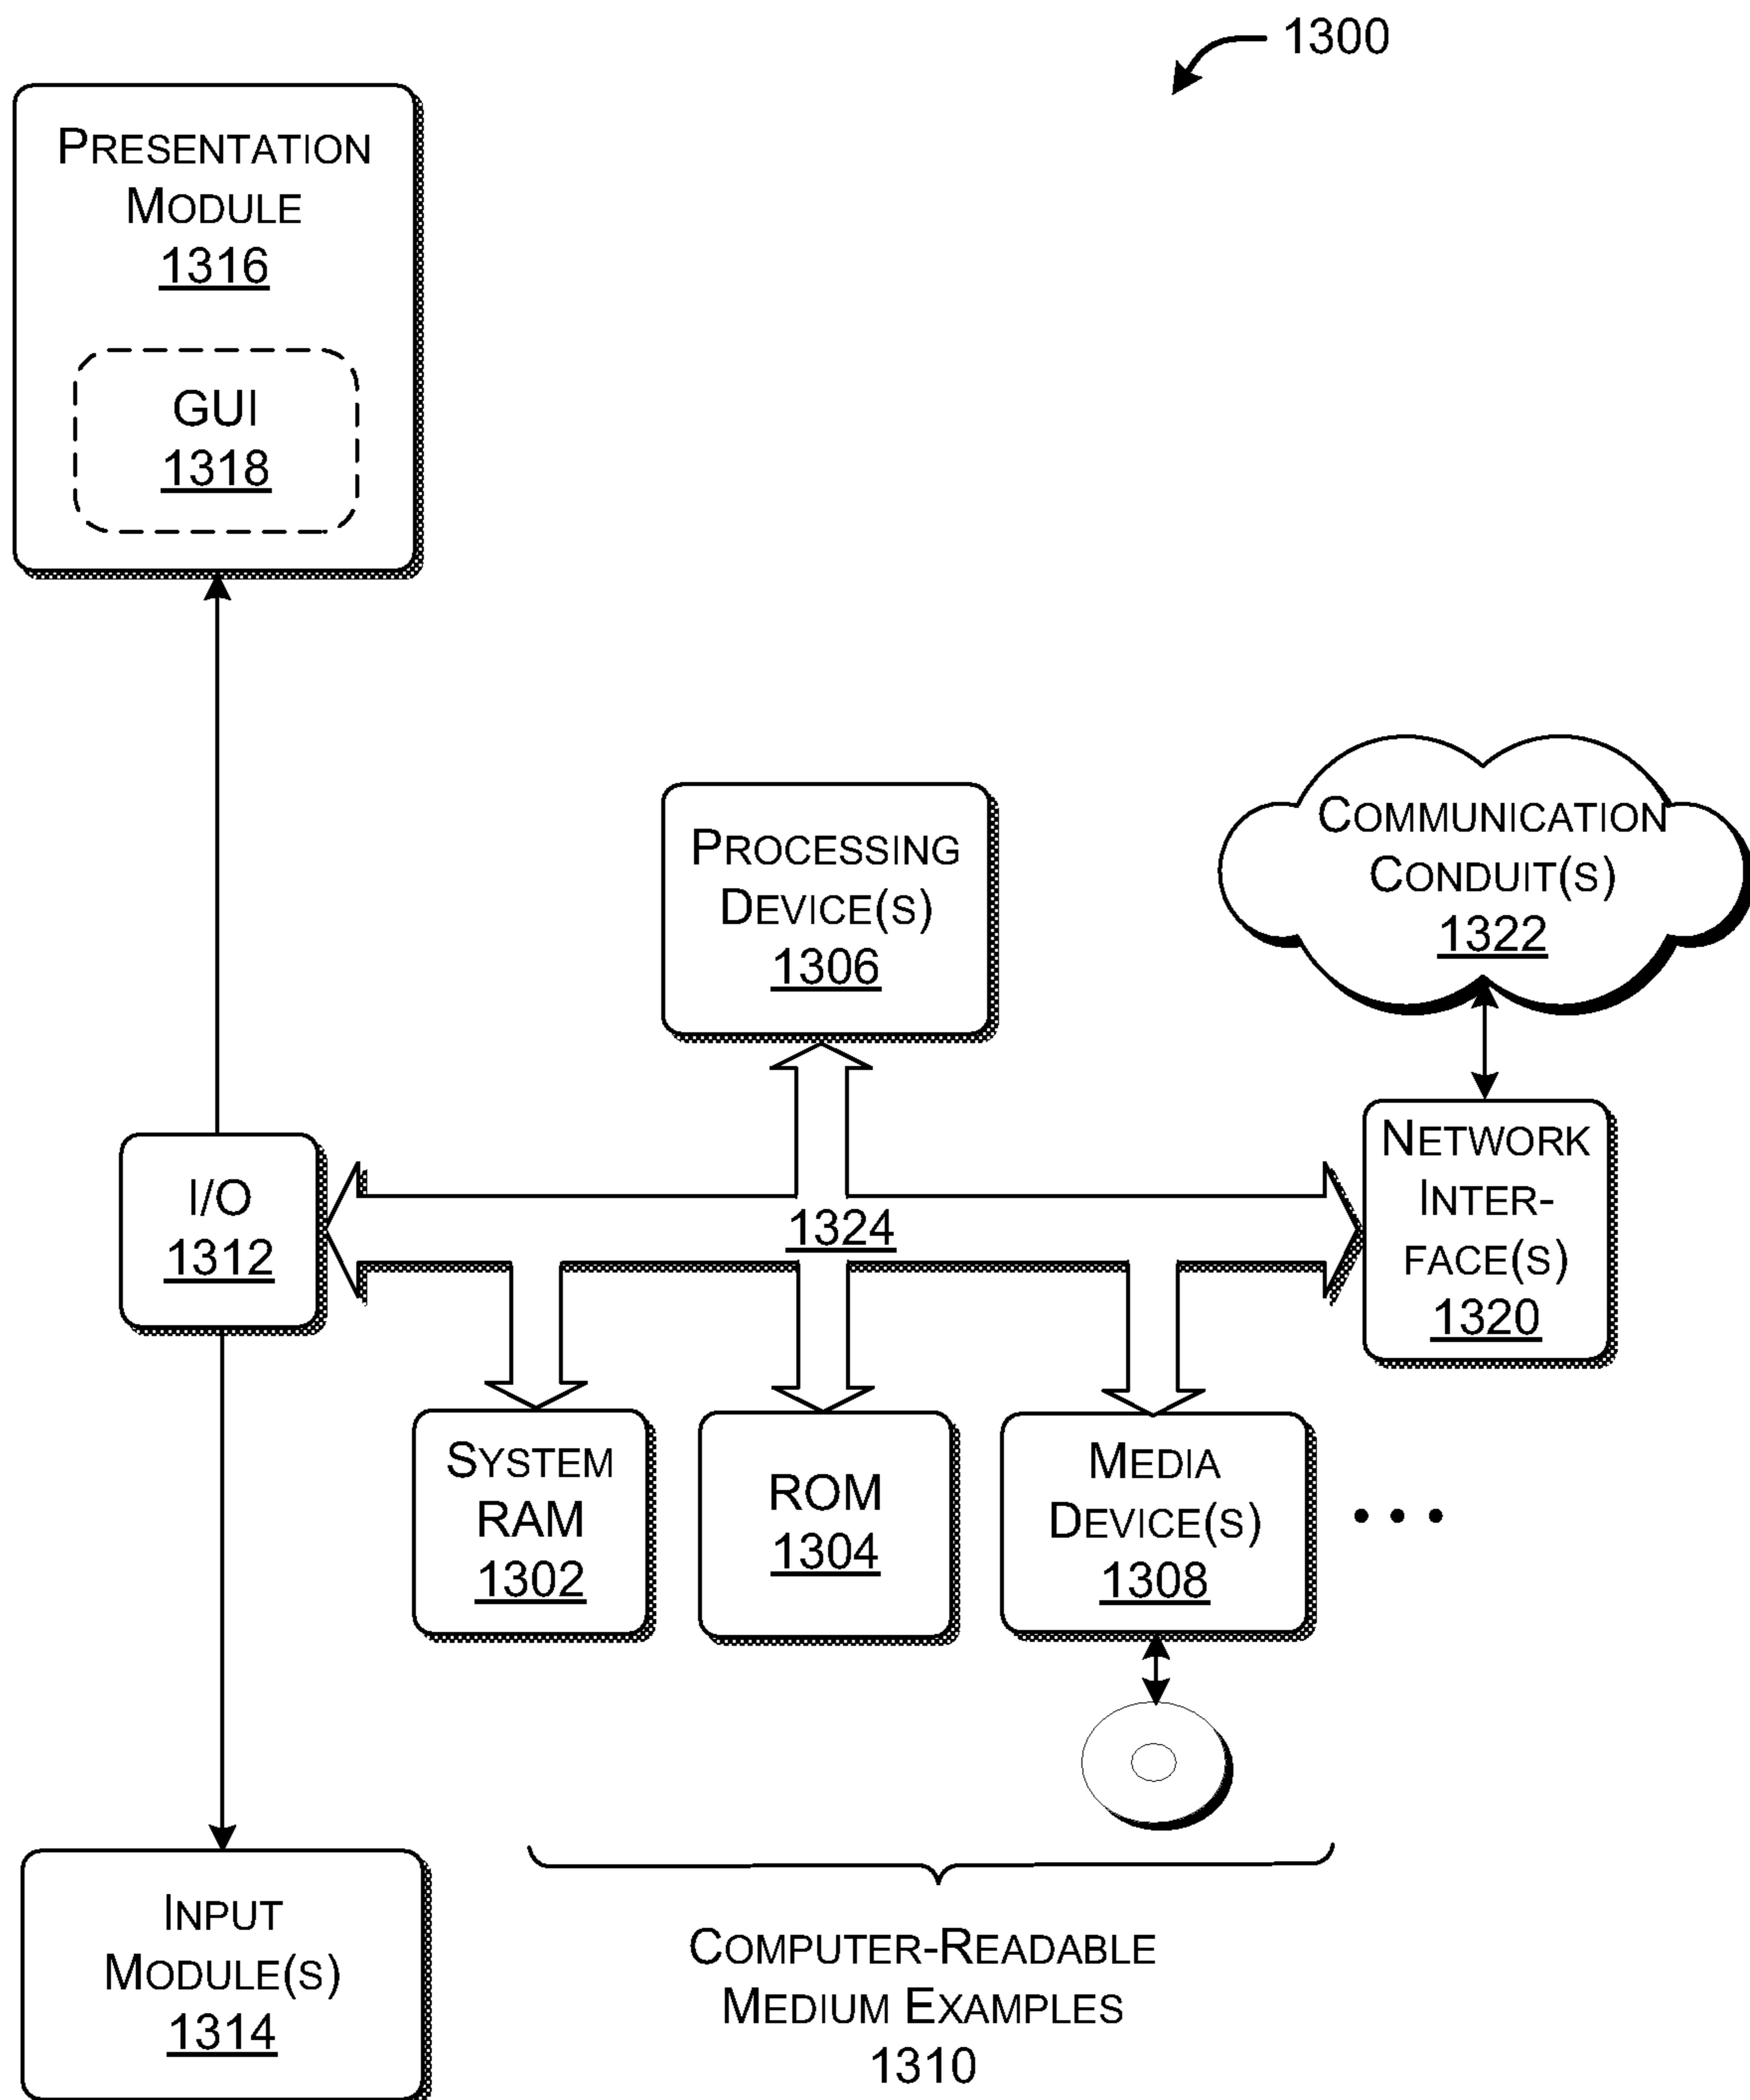 1300
PRESENTATION
MODULE
1316
GUI
1318
PROCESSING
DEVICE(S)
1306
COMMUNICATION
CONDUIT(S)
1322
I/O
1312
1324
NETWORK
INTER-
FACE(S)
1320
SYSTEM
RAM
1302
ROM
1304
MEDIA
DEVICE(S)
1308
• • •
INPUT
MODULE(S)
1314
COMPUTER-READABLE
MEDIUM EXAMPLES
1310